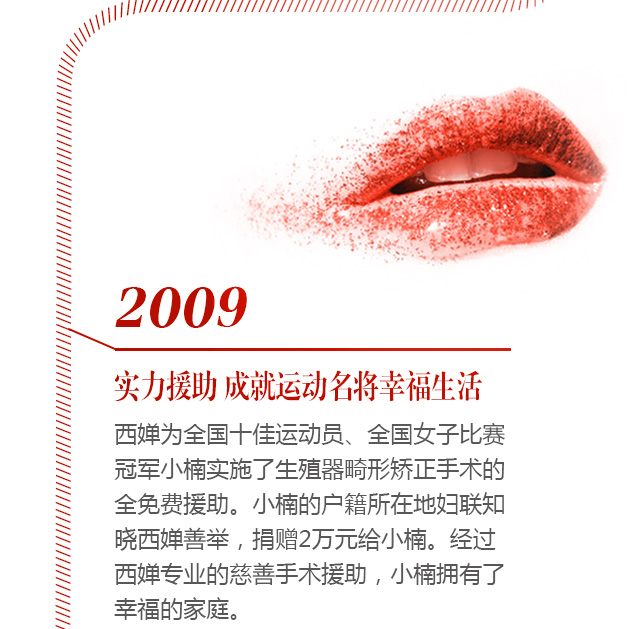 2009
实力援助 成就运动名将幸福生活
西婵为全国十佳运动员、全国女子比赛
冠军小楠实施了生殖器畸形矫正手术的
全免费援助。小楠的户籍所在地妇联知
晓西婵善举，捐赠2万元给小楠。经过
西婵专业的慈善手术援助，小楠拥有了
幸福的家庭。